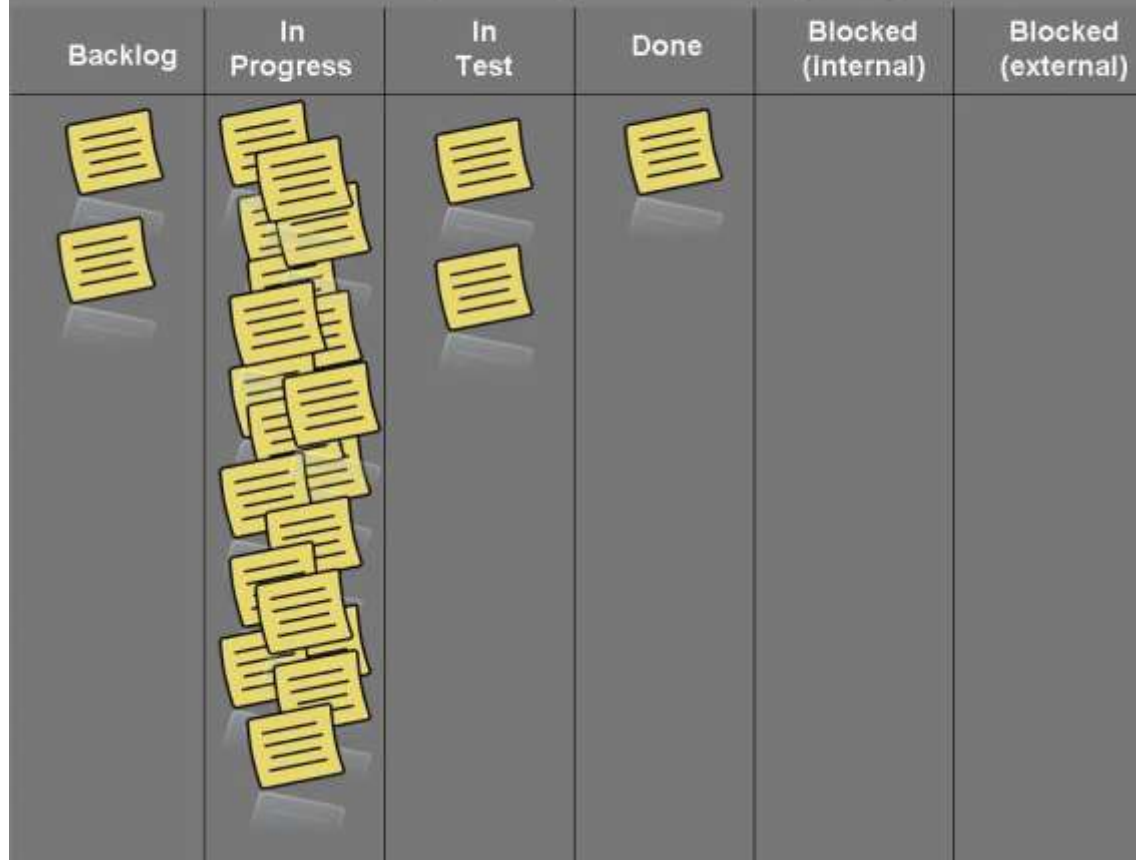 Backlog
In
Progress
In
Test
Done
Blocked
(internal)
Blocked
(external)